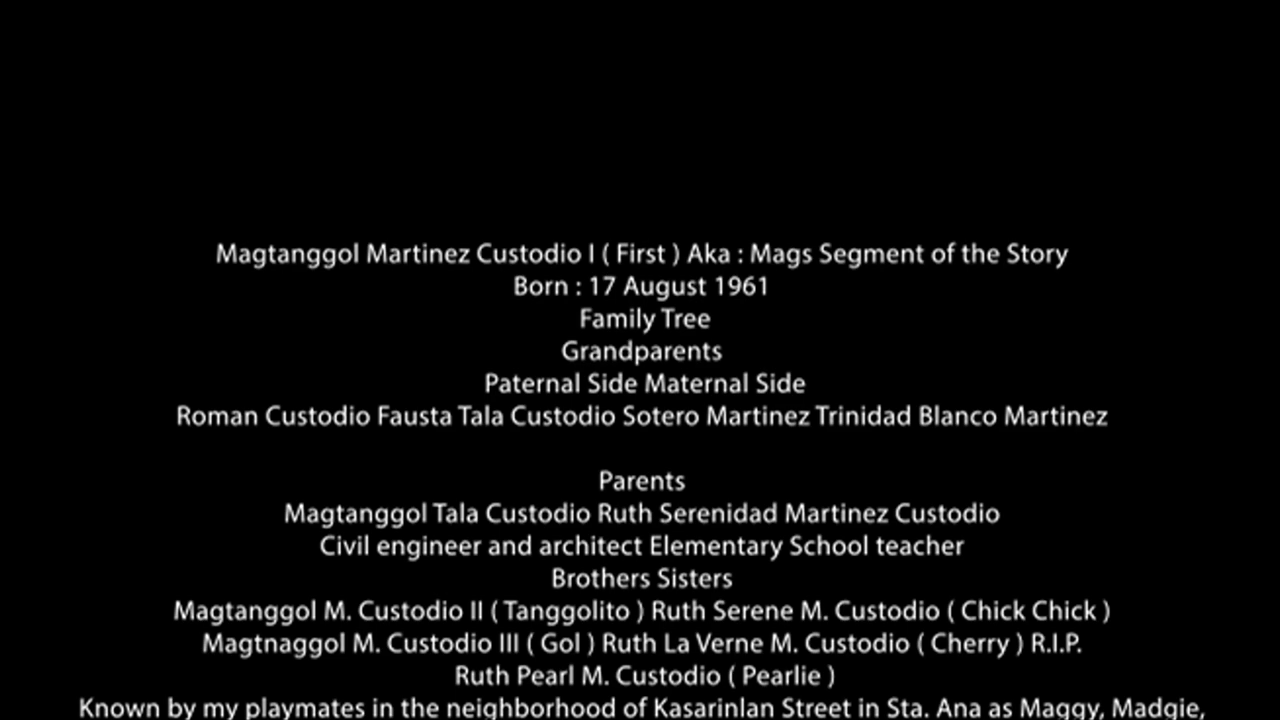 Magtanggol Martinez Custodio I ( First ) Aka : Mags Segment of the Story
Born : 17 August 1961
Family Tree
Grandparents
Paternal Side Maternal Side
Roman Custodio Fausta Tala Custodio Sotero Martinez Trinidad Blanco Martinez
Parents
Magtanggol Tala Custodio Ruth Serenidad Martinez Custodio
Civil engineer and architect Elementary School teacher
Brothers Sisters
Magtanggol M. Custodio II ( Tanggolito ) Ruth Serene M. Custodio ( Chick Chick )
Magtnaggol M. Custodio III ( Gol ) Ruth La Verne M. Custodio ( Cherry ) R.I.P.
Ruth Pearl M. Custodio ( Pearlie )
Known by my playmates in the neighborhood of Kasarinlan Street in Sta. Ana as Maggy, Madgie,